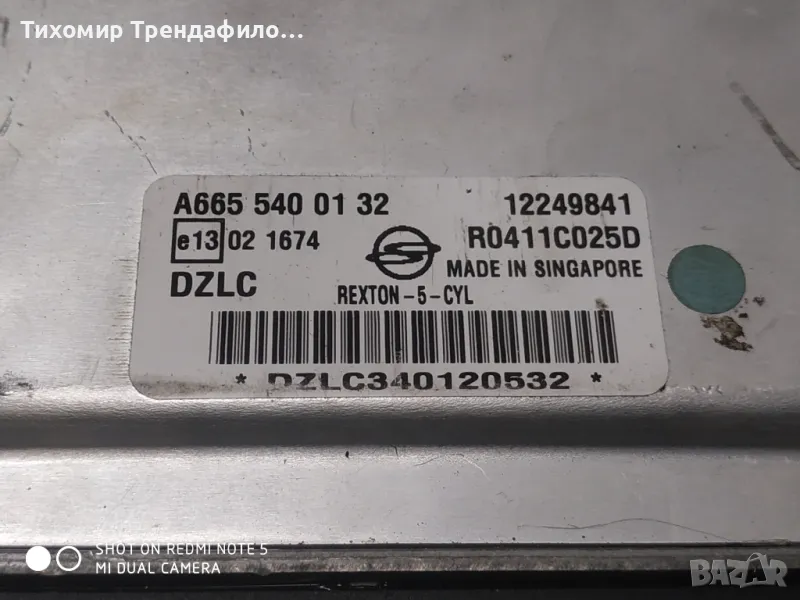 Тихомир Трендафило...
A665 540 01 32
12249841
e13 02 1674
R0411C025D
MADE IN SINGAPORE
DZLC
REXTON-5-CYL
* DZLC340120532 *
SHOT ON REDMI NOTE 5
MI DUAL CAMERA
BAZAR